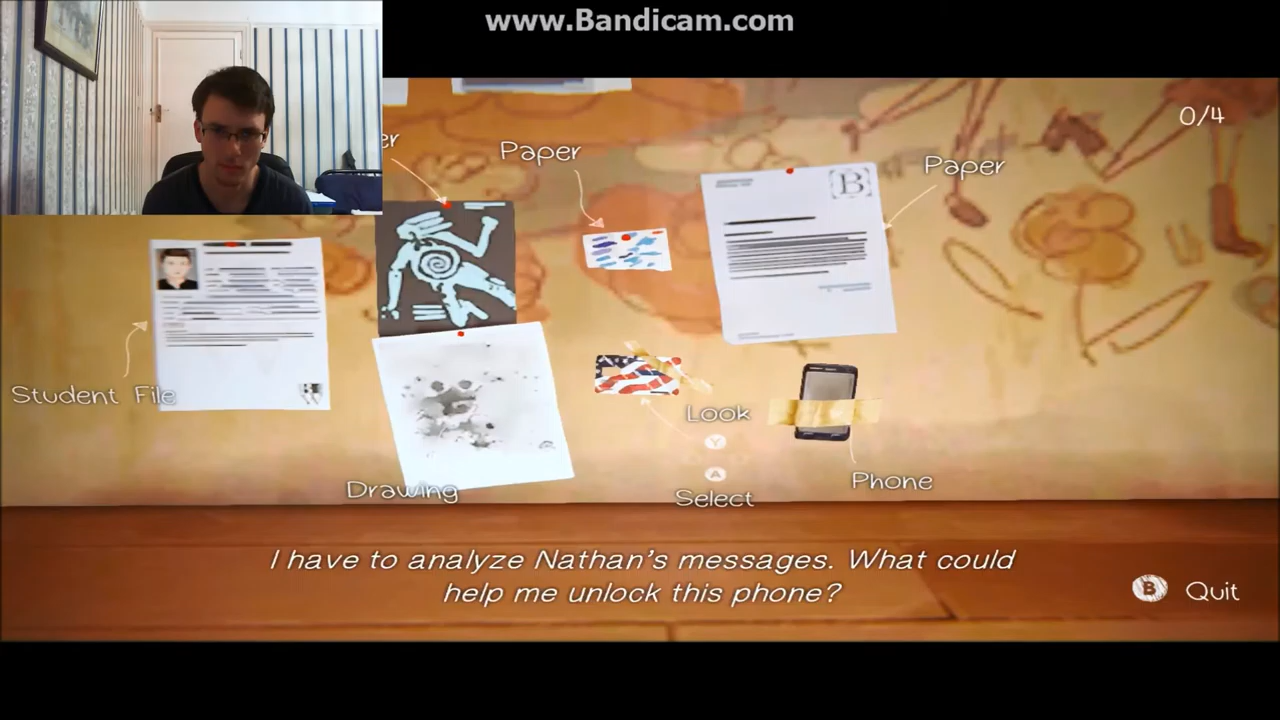 www.Bandicam.com
0/4
er
Paper
Paper
B
Student File
Look
Y
A
Select
Drawing
Phone
I have to analyze Nathan's messages. What could
help me unlock this phone?
B Quit